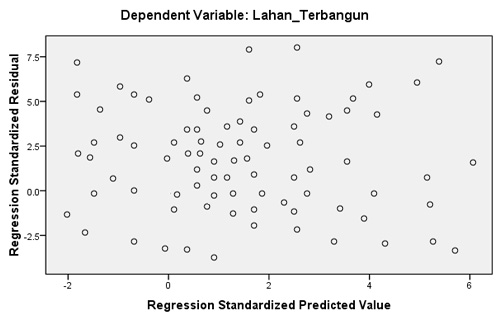 Dependent Variable: Lahan_Terbangun
Regression Standardized Residual
7.5
5.0
2.5
0.0
-2.5
-2 0 2 4 6
Regression Standardized Predicted Value